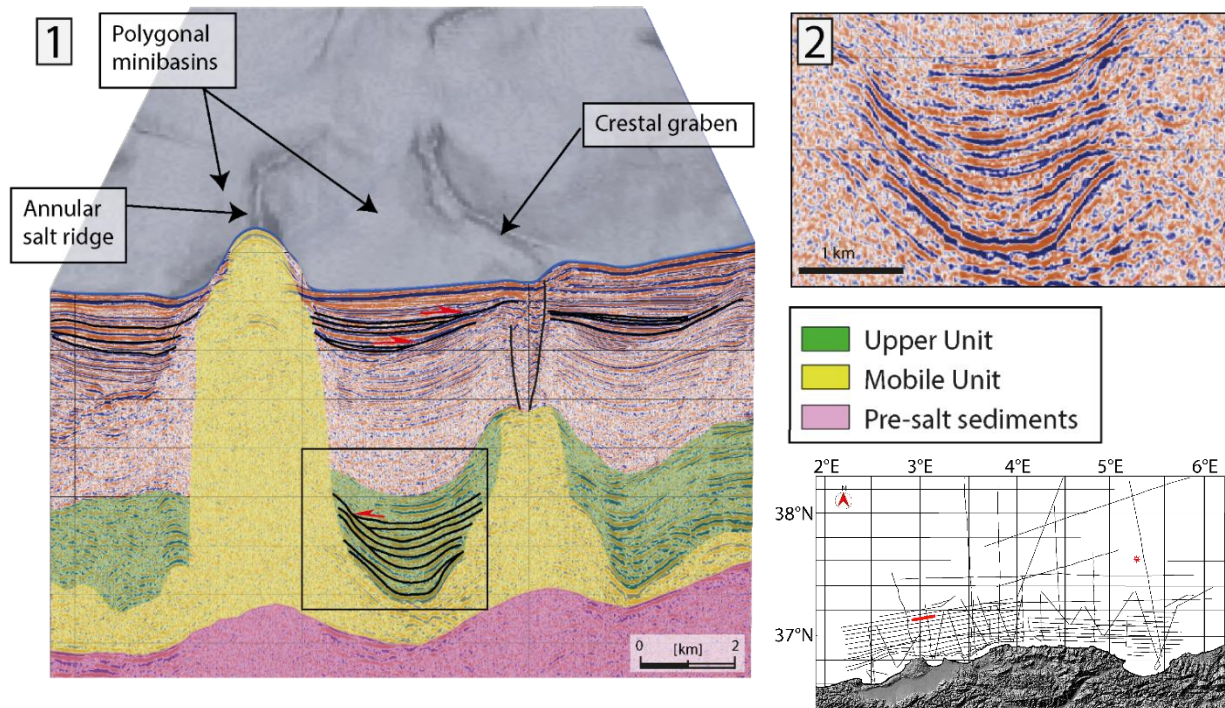 1
Polygonal
minibasins
Crestal graben
Annular
salt ridge
0 [km] 2
2
1 km
Upper Unit
Mobile Unit
Pre-salt sediments
2°E 3°E 4°E 5°E 6°E
N
38°N
37°N